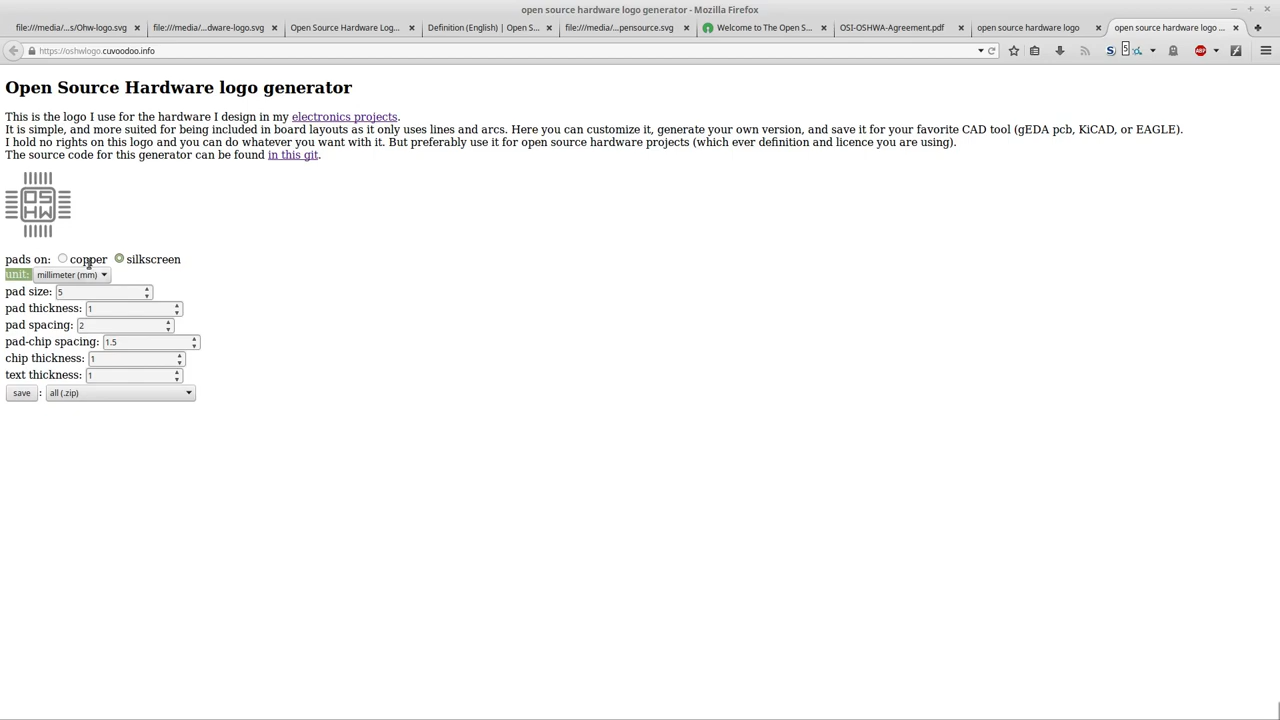 open source hardware logo generator - Mozilla Firefox
file:///media/...s/Ohw-logo.svg
file:///media/...dware-logo.svg
Open Source Hardware Log...
Definition (English) | Open S...
file:///media/...pensource.svg
Welcome to The Open S...
OSI-OSHWA-Agreement.pdf
open source hardware logo
open source hardware logo ...
https://oshwlogo.cuvoodoo.info
S
5
ABP
Open Source Hardware logo generator
This is the logo I use for the hardware I design in my electronics projects.
It is simple, and more suited for being included in board layouts as it only uses lines and arcs. Here you can customize it, generate your own version, and save it for your favorite CAD tool (gEDA pcb, KiCAD, or EAGLE).
I hold no rights on this logo and you can do whatever you want with it. But preferably use it for open source hardware projects (which ever definition and licence you are using).
The source code for this generator can be found in this git.
OS
HW
pads on: copper silkscreen
unit: millimeter (mm)
pad size: 5
pad thickness: 1
pad spacing: 2
pad-chip spacing: 1.5
chip thickness: 1
text thickness: 1
save : all (.zip)